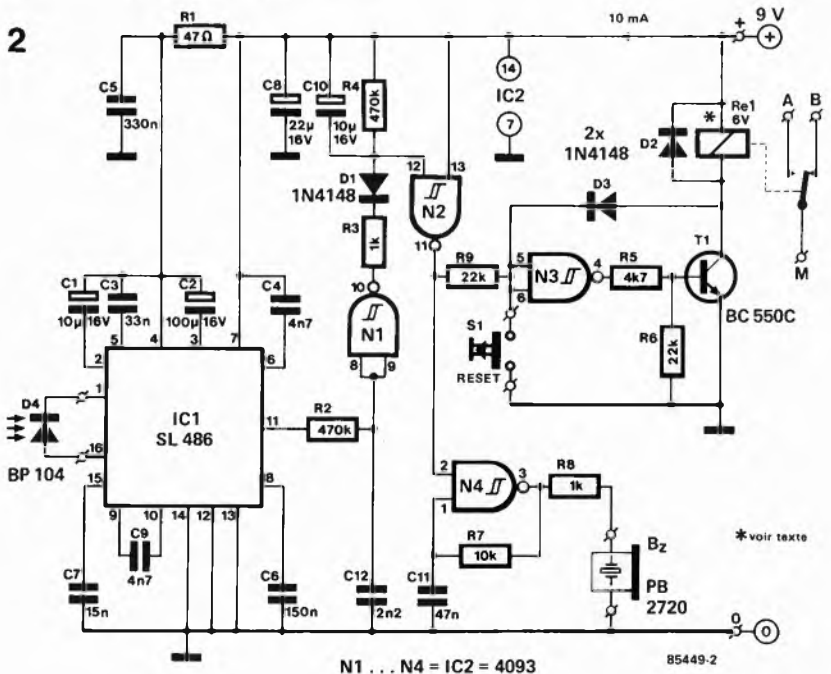 2
R1
47Ω
10 mA
+
9 V
+
C5
330n
C8
22µ
16V
C10
10µ
16V
R4
470k
14
IC2
7
2x
1N4148
D2
*
Re1
6V
A
B
M
D1
1N4148
12
13
N2
11
R3
1k
10
N1
8
9
D3
R9
22k
5
6
N3
4
R5
4k7
T1
BC 550C
R6
22k
S1
RESET
C1
10µ
16V
C3
33n
C2
100µ
16V
C4
4n7
2
5
4
3
7
6
D4
BP 104
1
16
15
IC1
SL 486
11
8
9
10
14
12
13
R2
470k
C9
4n7
C7
15n
C6
150n
C12
2n2
C11
47n
2
1
N4
3
R8
1k
R7
10k
Bz
PB
2720
* voir texte
0
0
N1 . . . N4 = IC2 = 4093
85449-2